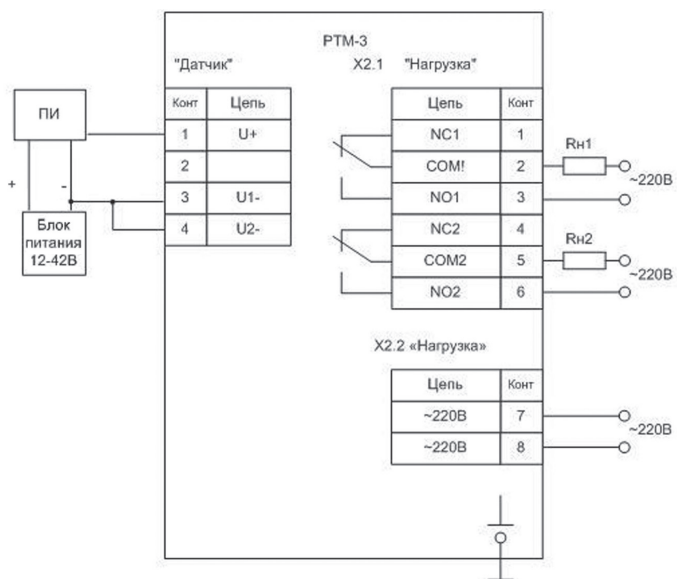 РТМ-3
"Датчик"
Х2.1 "Нагрузка"
Конт Цепь
1 U+
2
3 U1-
4 U2-
ПИ
+ -
Блок
питания
12-42В
Цепь Конт
NC1 1
COM! 2
NO1 3
NC2 4
COM2 5
NO2 6
Rн1
~220В
Rн2
~220В
Х2.2 «Нагрузка»
Цепь Конт
~220В 7
~220В 8
~220В